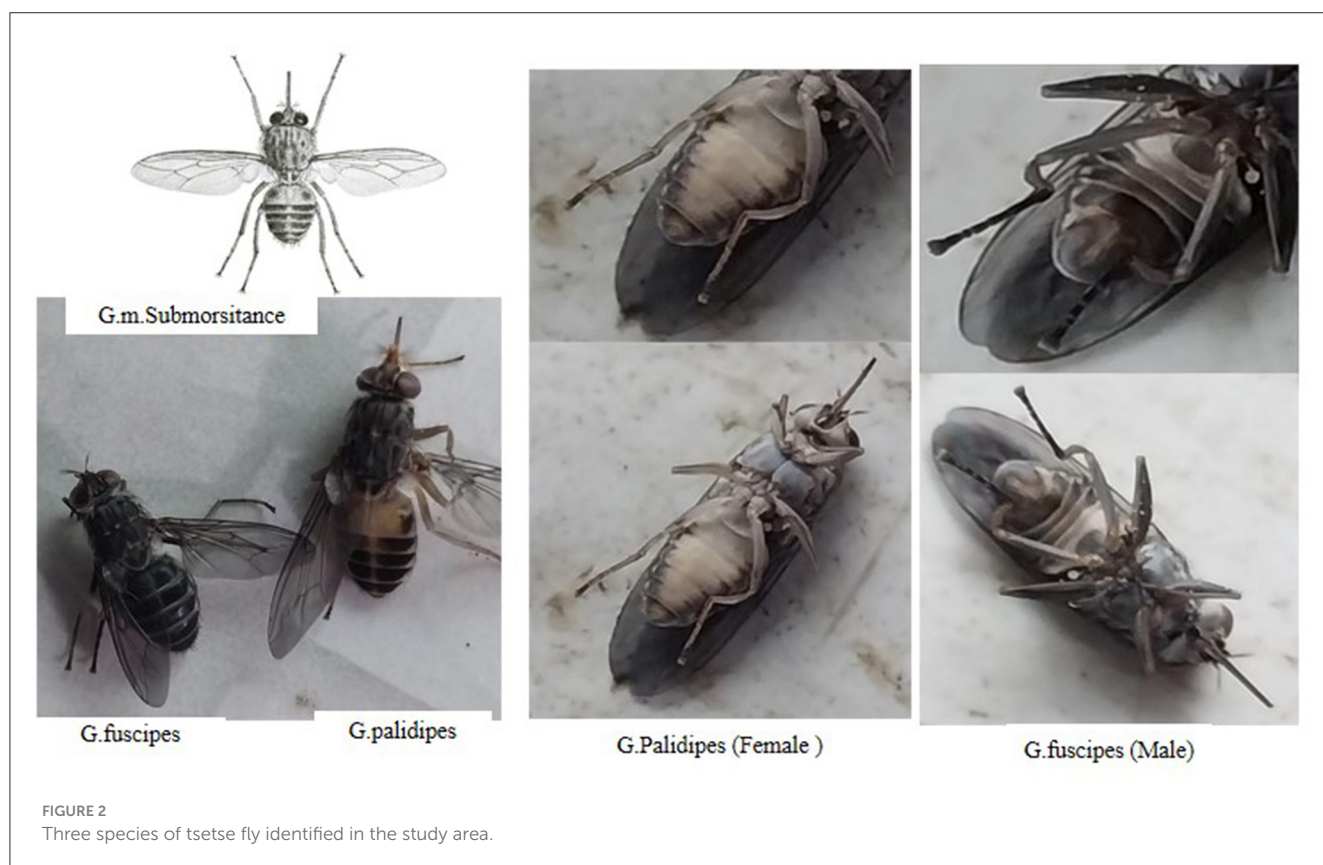 G.m.Submorsitance
G.fuscipes
G.palidipes
G.Palidipes (Female )
G.fuscipes (Male)
FIGURE 2
Three species of tsetse fly identified in the study area.